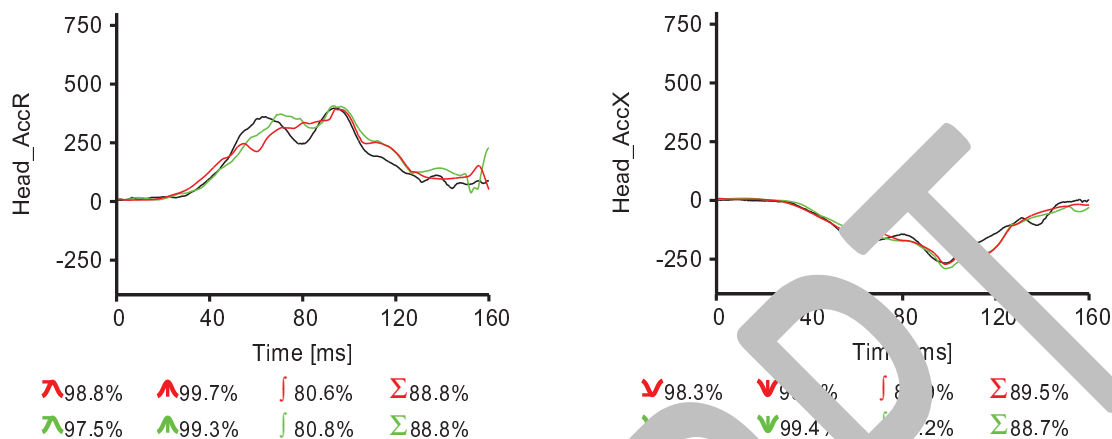 750
500
250
0
-250
Head_AccR
0 40 80 120 160
Time [ms]
98.8% 99.7% ∫ 80.6% Σ 88.8%
97.5% 99.3% ∫ 80.8% Σ 88.8%
750
500
250
0
-250
Head_AccX
0 40 80 120 160
98.3% ∫ Σ 89.5%
Σ 88.7%